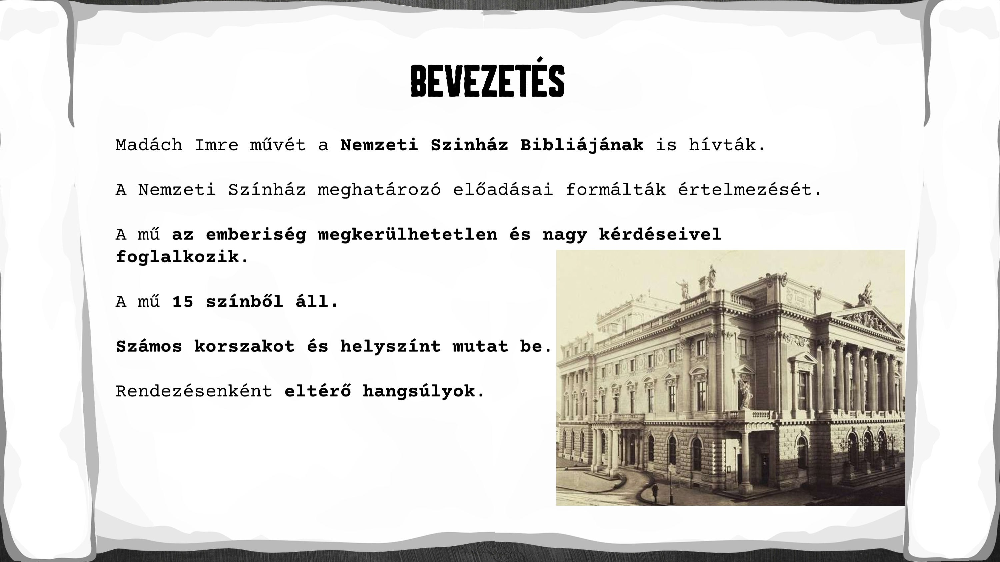 BEVEZETÉS
Madách Imre művét a Nemzeti Szinház Bibliájának is hívták.
A Nemzeti Színház meghatározó előadásai formálták értelmezését.
A mű az emberiség megkerülhetetlen és nagy kérdéseivel
foglalkozik.
A mű 15 színből áll.
Számos korszakot és helyszínt mutat be.
Rendezésenként eltérő hangsúlyok.